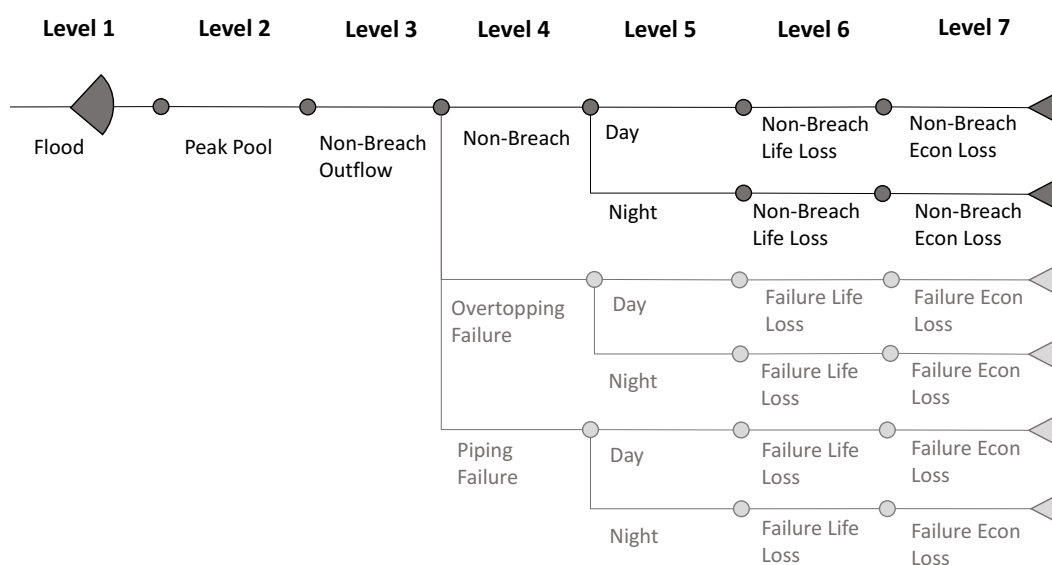 Level 1
Level 2
Level 3
Level 4
Level 5
Level 6
Level 7
Flood
Peak Pool
Non-Breach
Outflow
Non-Breach
Day
Non-Breach
Life Loss
Non-Breach
Econ Loss
Night
Non-Breach
Life Loss
Non-Breach
Econ Loss
Overtopping
Failure
Day
Failure Life
Loss
Failure Econ
Loss
Night
Failure Life
Loss
Failure Econ
Loss
Piping
Failure
Day
Failure Life
Loss
Failure Econ
Loss
Night
Failure Life
Loss
Failure Econ
Loss